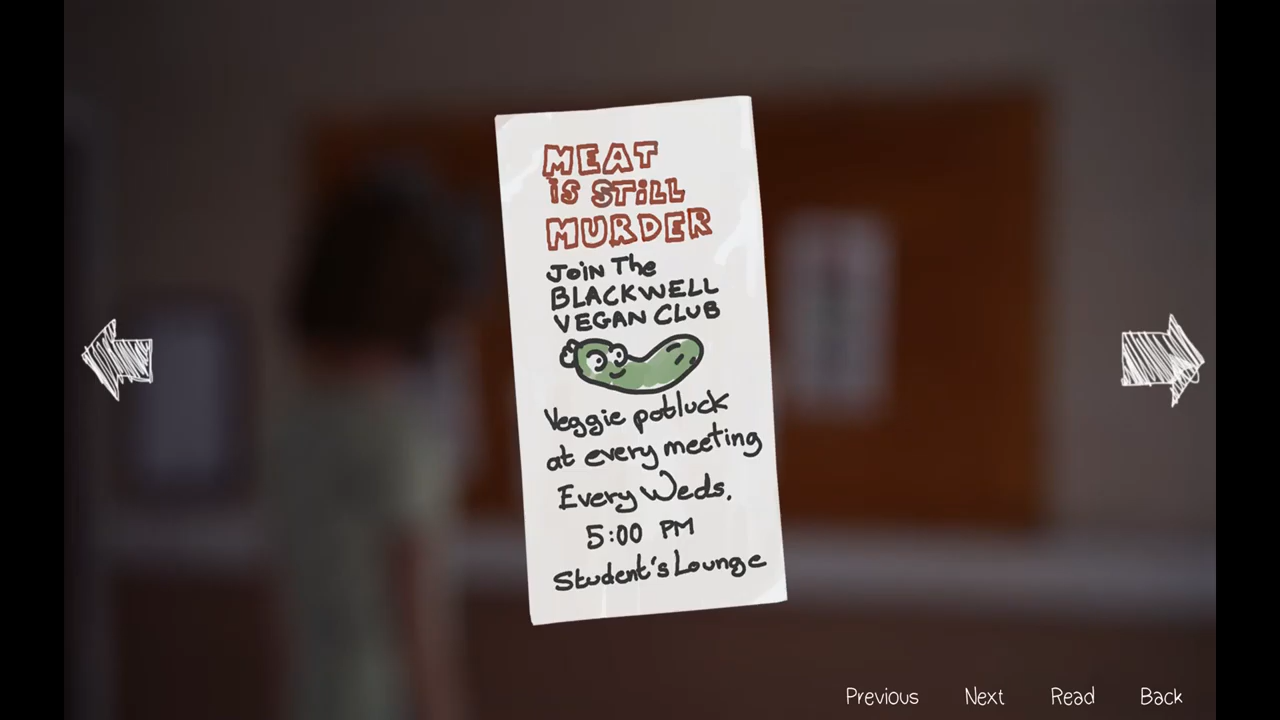 MEAT
iS STiLL
MURDER
JoiN The
BLACKWELL
VEGAN CLUB
Veggie potluck
at every meeting
Every Weds.
5:00 PM
Student's Lounge
Previous Next Read Back